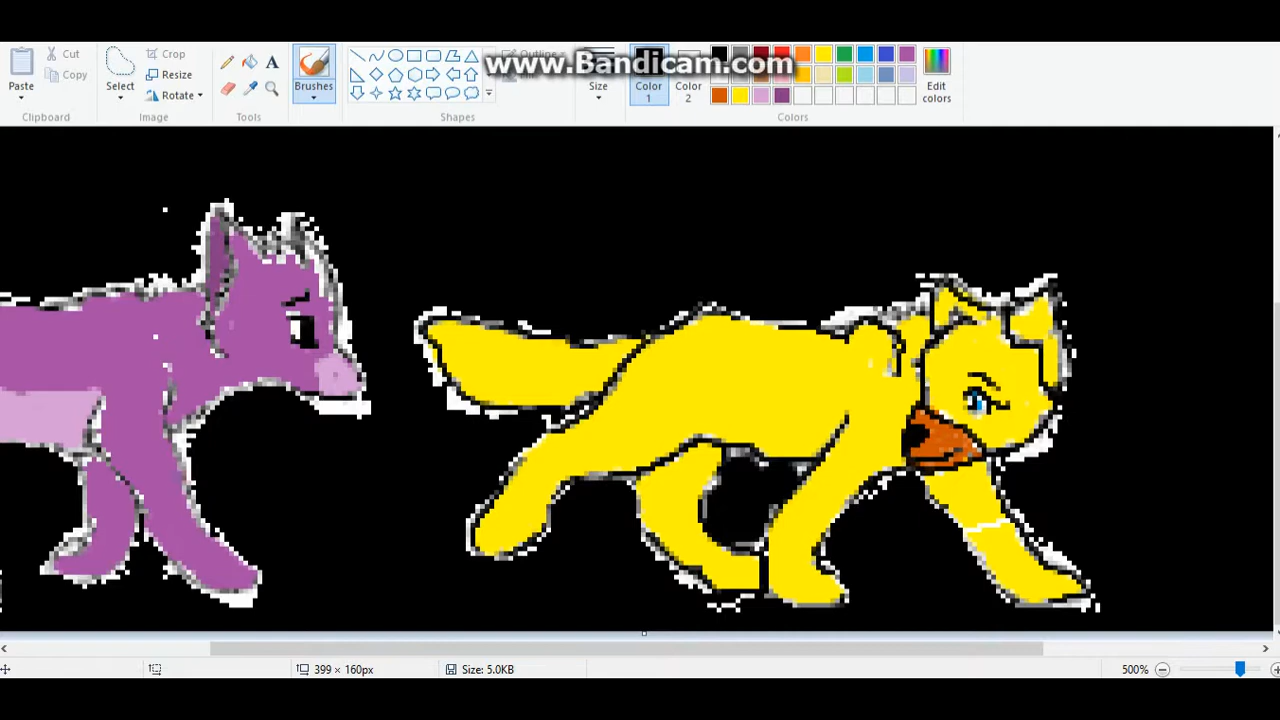 www.Bandicam.com
Cut
Copy
Paste
Clipboard
Crop
Resize
Rotate
Select
Image
Tools
Brushes
Shapes
Outline
Size
Color
1
Color
2
Edit
colors
Colors
399 × 160px
Size: 5.0KB
500%